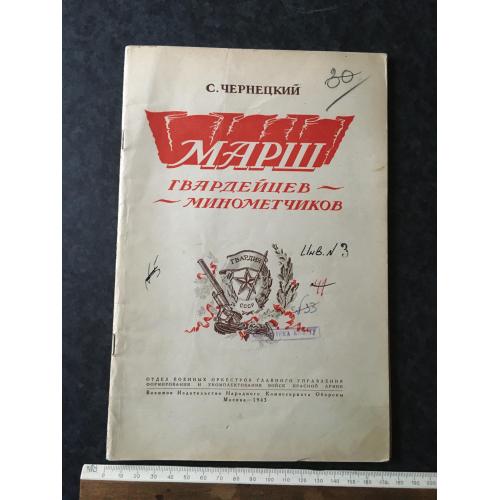 30
С. ЧЕРНЕЦКИЙ
МАРШ
ГВАРДЕЙЦЕВ
МИНОМЕТЧИКОВ
Инв. N 3
ГВАРДИЯ
СССР
ОТДЕЛ ВОЕННЫХ ОРКЕСТРОВ ГЛАВНОГО УПРАВЛЕНИЯ
ФОРМИРОВАНИЯ И УКОМПЛЕКТОВАНИЯ ВОЙСК КРАСНОЙ АРМИИ
Военное Издательство Народного Комиссариата Обороны
Москва—1943